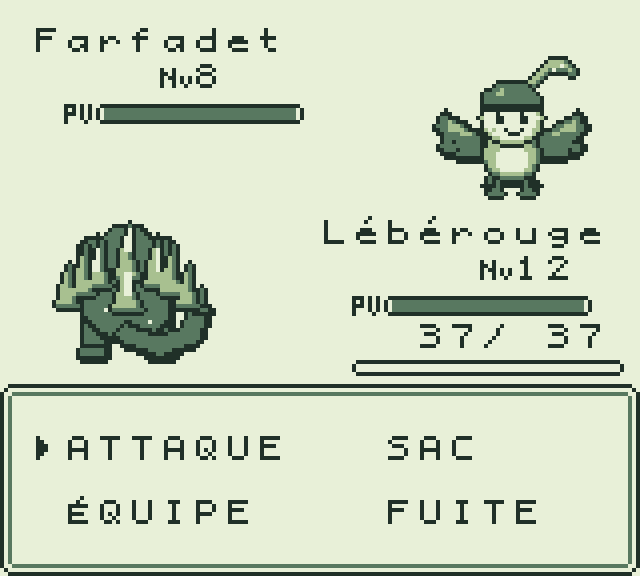 Farfadet
Nv8
PV
Lébérouge
Nv12
PV
37/ 37
ATTAQUE SAC
ÉQUIPE FUITE